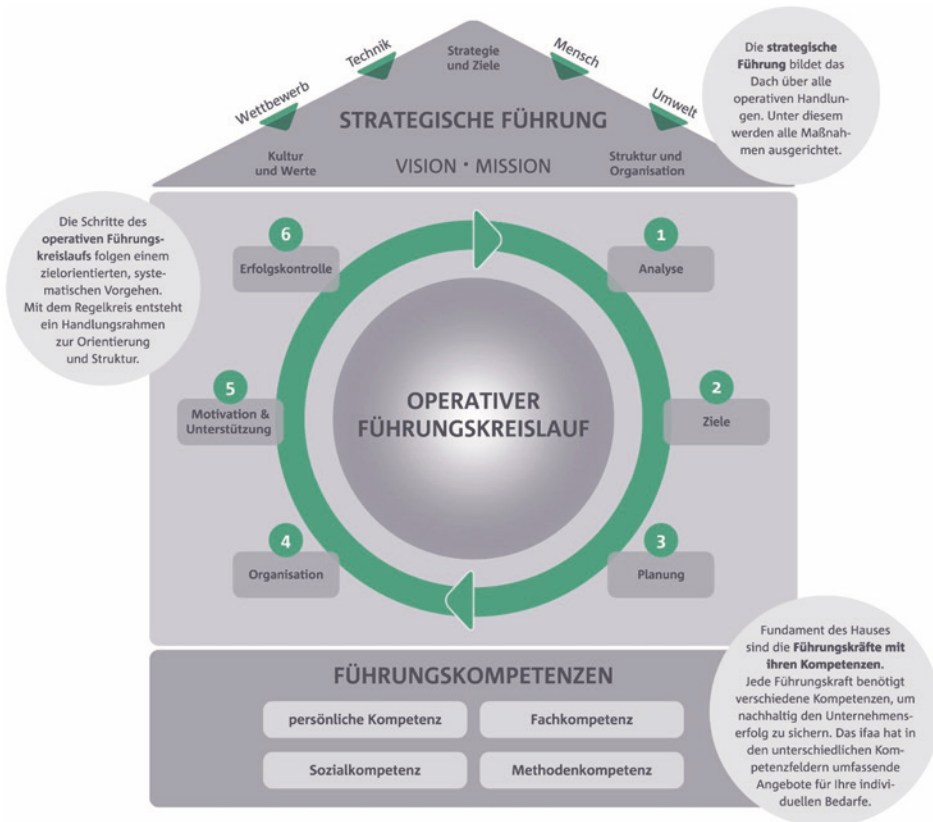 Wettbewerb
Technik
Strategie
und Ziele
Mensch
Umwelt
STRATEGISCHE FÜHRUNG
Kultur
und Werte
VISION • MISSION
Struktur und
Organisation
Die strategische
Führung bildet das
Dach über alle
operativen Handlun-
gen. Unter diesem
werden alle Maßnah-
men ausgerichtet.
Die Schritte des
operativen Führungs-
kreislaufs folgen einem
zielorientierten, syste-
matischen Vorgehen.
Mit dem Regelkreis entsteht
ein Handlungsrahmen
zur Orientierung
und Struktur.
OPERATIVER
FÜHRUNGSKREISLAUF
1
Analyse
2
Ziele
3
Planung
4
Organisation
5
Motivation &
Unterstützung
6
Erfolgskontrolle
FÜHRUNGSKOMPETENZEN
persönliche Kompetenz
Fachkompetenz
Sozialkompetenz
Methodenkompetenz
Fundament des Hauses
sind die Führungskräfte mit
ihren Kompetenzen.
Jede Führungskraft benötigt
verschiedene Kompetenzen, um
nachhaltig den Unternehmens-
erfolg zu sichern. Das ifaa hat in
den unterschiedlichen Kom-
petenzfeldern umfassende
Angebote für Ihre indivi-
duellen Bedarfe.